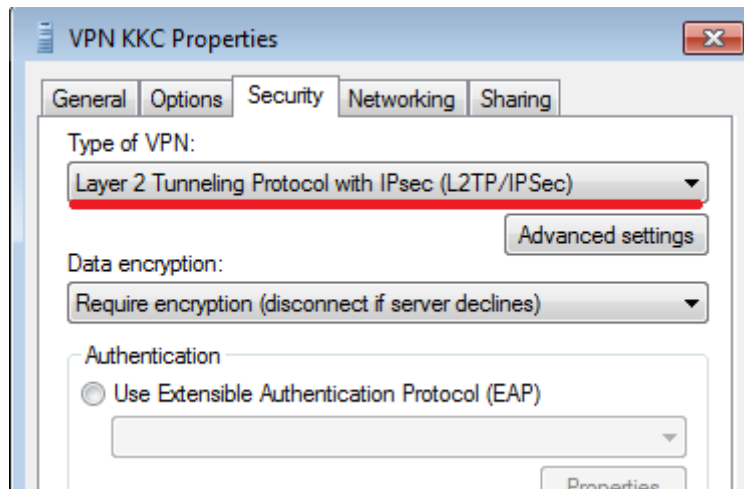 VPN KKC Properties
General Options Security Networking Sharing
Type of VPN:
Layer 2 Tunneling Protocol with IPsec (L2TP/IPSec)
Advanced settings
Data encryption:
Require encryption (disconnect if server declines)
Authentication
Use Extensible Authentication Protocol (EAP)
Properties